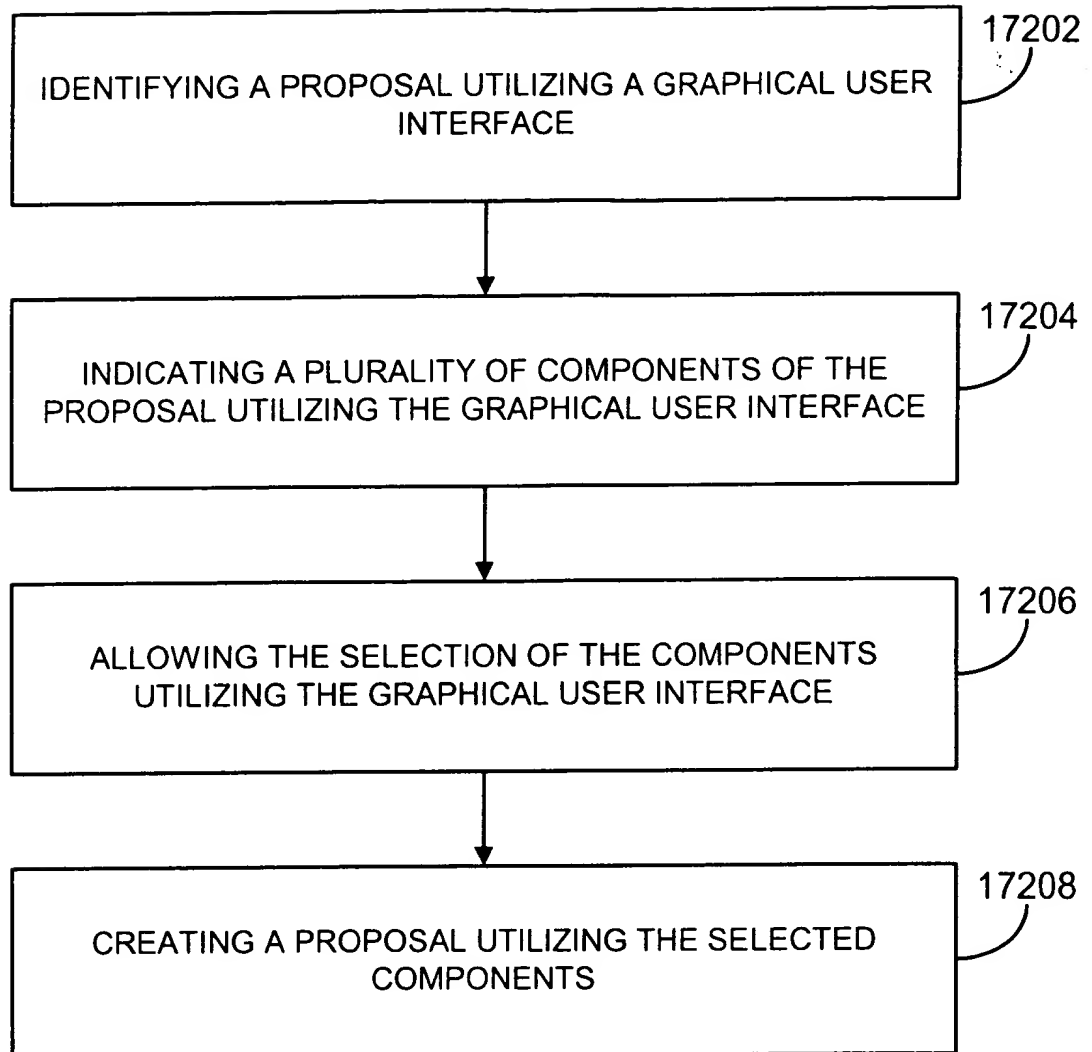 17202
IDENTIFYING A PROPOSAL UTILIZING A GRAPHICAL USER
INTERFACE
17204
INDICATING A PLURALITY OF COMPONENTS OF THE
PROPOSAL UTILIZING THE GRAPHICAL USER INTERFACE
17206
ALLOWING THE SELECTION OF THE COMPONENTS
UTILIZING THE GRAPHICAL USER INTERFACE
17208
CREATING A PROPOSAL UTILIZING THE SELECTED
COMPONENTS